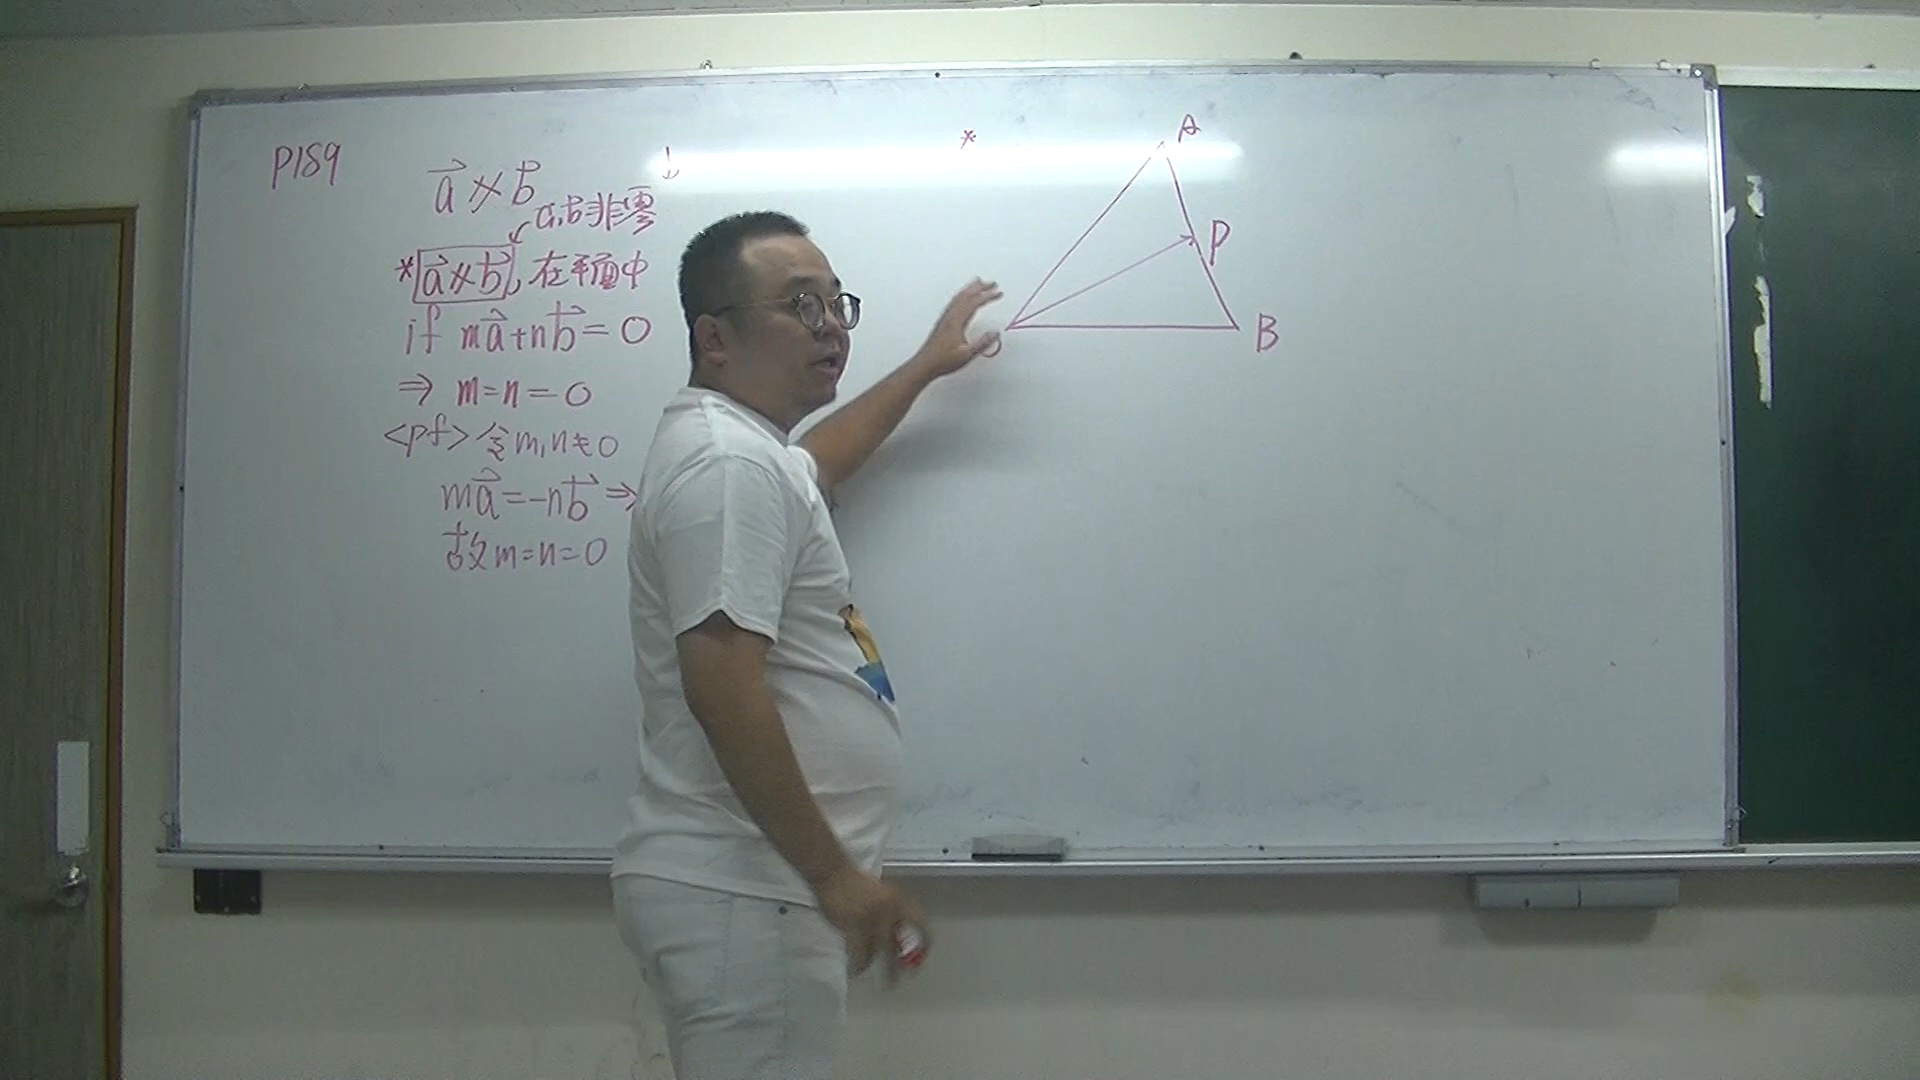 P189
a⃗ ∦ b⃗
a,b非零
*a⃗ ∦ b⃗, 在平面中
if ma⃗+nb⃗=0
⇒ m=n=0
<pf> 令m,n≠0
ma⃗=-nb⃗ ⇒
故m=n=0
*
A
P
B